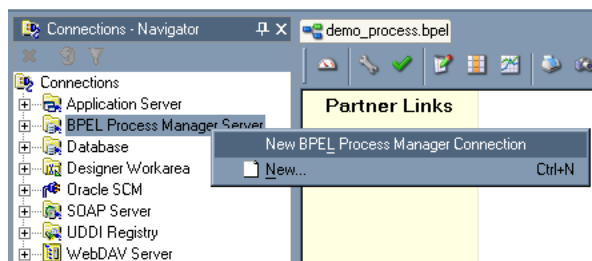 Connections - Navigator
demo_process.bpel
Connections
Application Server
BPEL Process Manager Server
Database
Designer Workarea
Oracle SCM
SOAP Server
UDDI Registry
WebDAV Server
Partner Links
New BPEL Process Manager Connection
New... Ctrl+N